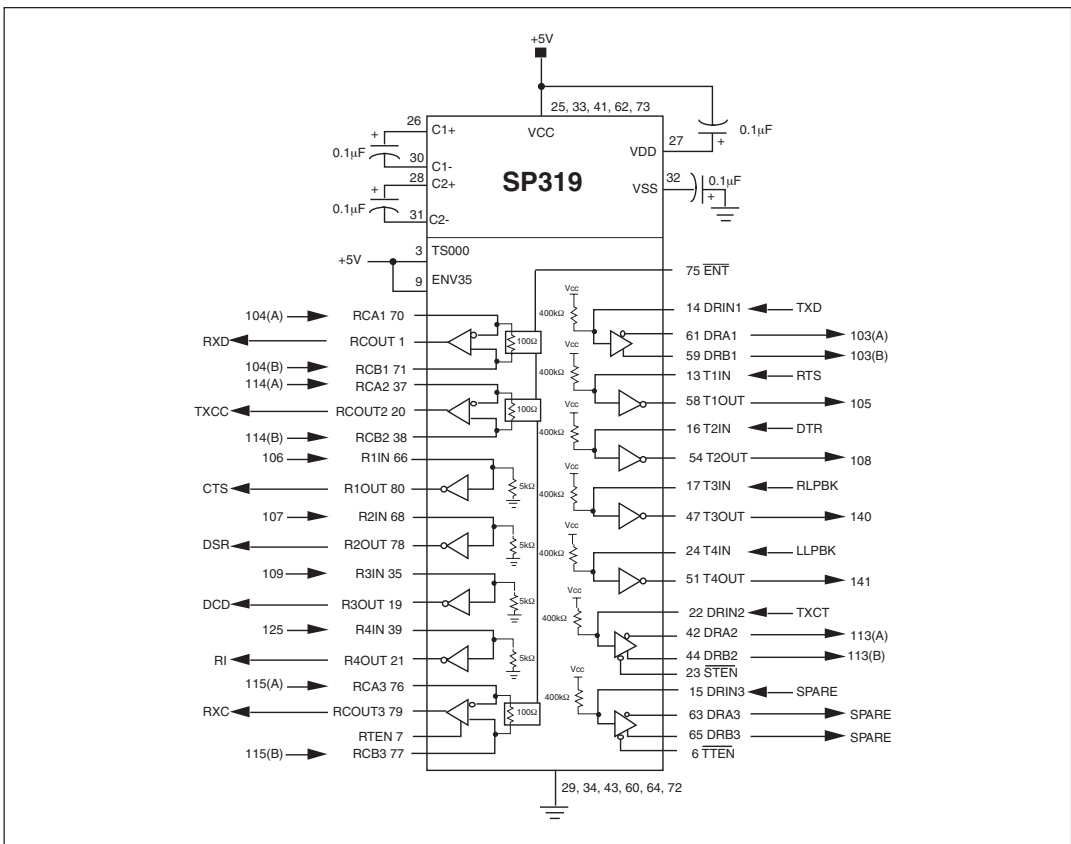 +5V
25, 33, 41, 62, 73
26
C1+
VCC
27
0.1µF
+
0.1µF
VDD
+
30
C1-
28
C2+
SP319
32
0.1µF
+
0.1µF
VSS
+
31
C2-
3
TS000
+5V
9
ENV35
75 ENT
104(A)
RCA1 70
RXD
RCOUT 1
100Ω
104(B)
RCB1 71
114(A)
RCA2 37
TXCC
RCOUT2 20
100Ω
114(B)
RCB2 38
106
R1IN 66
CTS
R1OUT 80
5kΩ
107
R2IN 68
DSR
R2OUT 78
5kΩ
109
R3IN 35
DCD
R3OUT 19
5kΩ
125
R4IN 39
RI
R4OUT 21
5kΩ
115(A)
RCA3 76
RXC
RCOUT3 79
100Ω
RTEN 7
115(B)
RCB3 77
Vcc
400kΩ
14 DRIN1
TXD
61 DRA1
103(A)
59 DRB1
103(B)
Vcc
400kΩ
13 T1IN
RTS
58 T1OUT
105
Vcc
400kΩ
16 T2IN
DTR
54 T2OUT
108
Vcc
400kΩ
17 T3IN
RLPBK
47 T3OUT
140
Vcc
400kΩ
24 T4IN
LLPBK
51 T4OUT
141
Vcc
400kΩ
22 DRIN2
TXCT
42 DRA2
113(A)
44 DRB2
113(B)
23 STEN
Vcc
400kΩ
15 DRIN3
SPARE
63 DRA3
SPARE
65 DRB3
SPARE
6 TTEN
29, 34, 43, 60, 64, 72